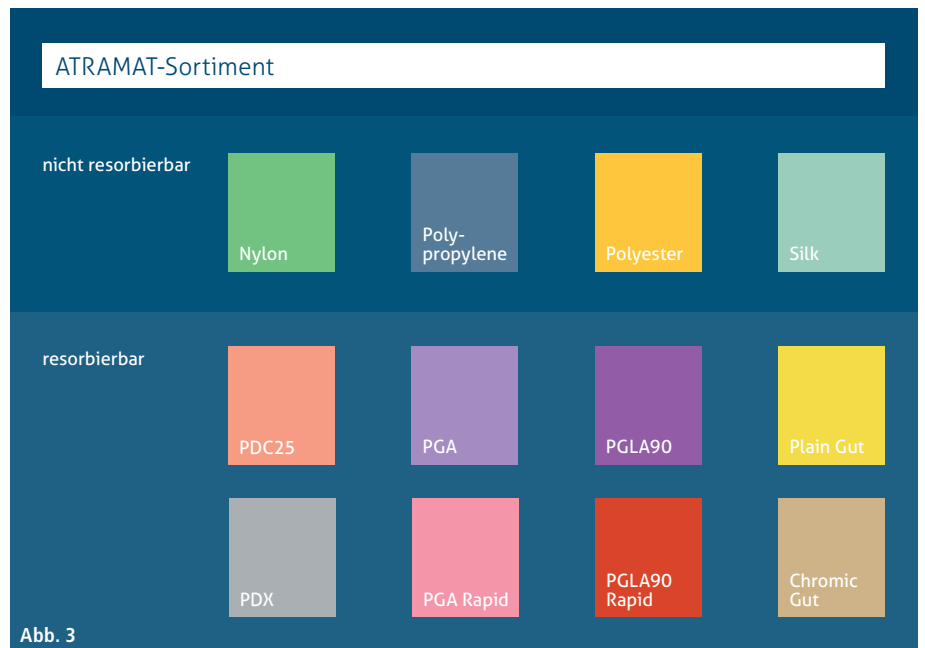 ATRAMAT-Sortiment
nicht resorbierbar
Nylon
Poly-
propylene
Polyester
Silk
resorbierbar
PDC25
PGA
PGLA90
Plain Gut
PDX
PGA Rapid
PGLA90
Rapid
Chromic
Gut
Abb. 3